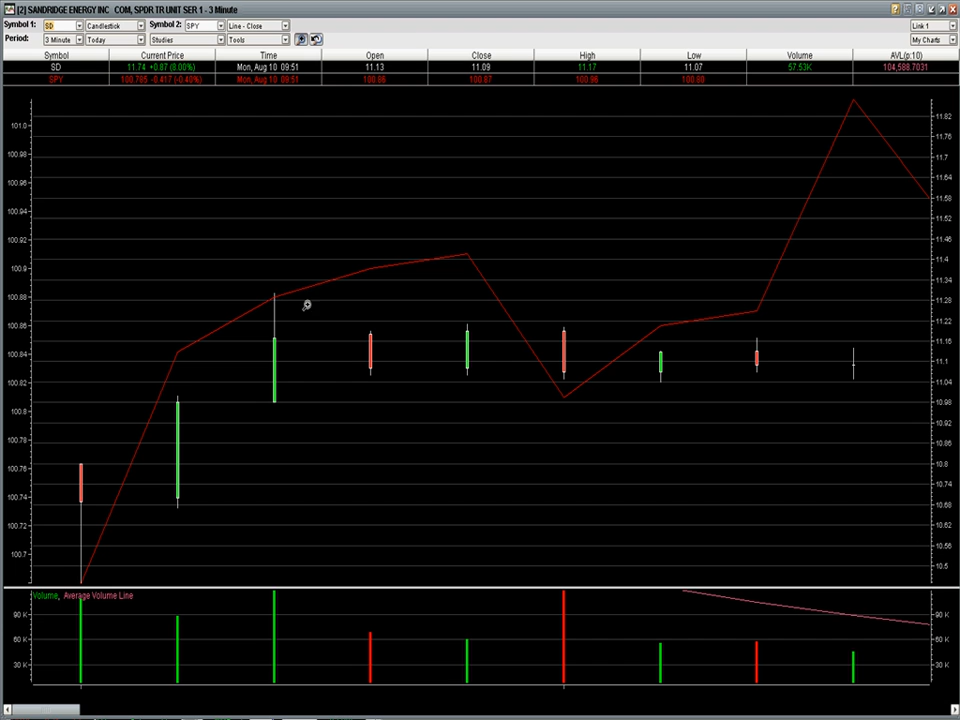 [2] SANDRIDGE ENERGY INC COM, SPDR TR UNIT SER 1 - 3 Minute
Symbol 1: SD Candlestick Symbol 2: SPY Line - Close Link 1
Period: 3 Minute Today Studies Tools My Charts
Symbol Current Price Time Open Close High Low Volume AVL(p:10)
SD 11.74 +0.87 (8.00%) Mon, Aug 10 09:51 11.13 11.09 11.17 11.07 57.53K 104,588.7031
SPY 100.785 -0.417 (-0.40%) Mon, Aug 10 09:51 100.86 100.87 100.96
101.0 11.82
11.76
100.98 11.7
100.96 11.64
100.94 11.58
11.52
100.92 11.46
100.9 11.4
11.34
100.88 11.28
100.86 11.22
11.16
100.84 11.1
100.82 11.04
100.8 10.98
10.92
100.78 10.86
100.76 10.8
10.74
100.74 10.68
100.72 10.62
10.56
100.7 10.5
Volume, Average Volume Line
90 K 90 K
60 K 60 K
30 K 30 K